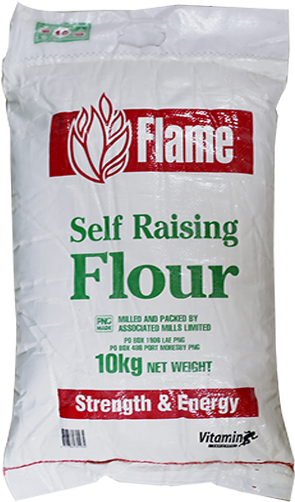 Flame
Self Raising
Flour
PNG MADE
MILLED AND PACKED BY
ASSOCIATED MILLS LIMITED
PO BOX 1906 LAE PNG
PO BOX 406 PORT MORESBY PNG
10kg NET WEIGHT
Strength & Energy
Vitamin